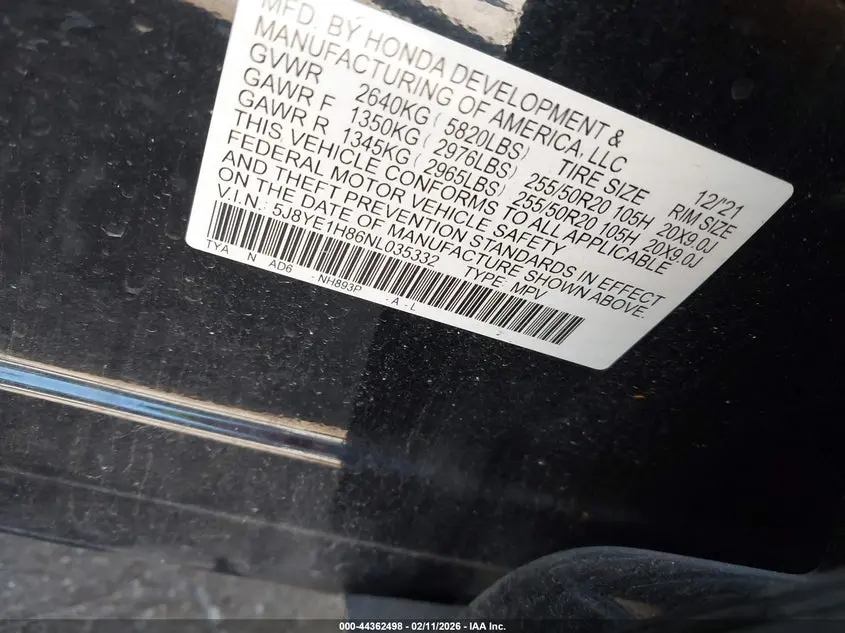 MFD. BY HONDA DEVELOPMENT &
MANUFACTURING OF AMERICA, LLC 12/'21
GVWR 2640KG ( 5820LBS) TIRE SIZE RIM SIZE
GAWR F 1350KG ( 2976LBS) 255/50R20 105H 20X9.0J
GAWR R 1345KG ( 2965LBS) 255/50R20 105H 20X9.0J
THIS VEHICLE CONFORMS TO ALL APPLICABLE
FEDERAL MOTOR VEHICLE SAFETY
AND THEFT PREVENTION STANDARDS IN EFFECT
ON THE DATE OF MANUFACTURE SHOWN ABOVE.
V.I.N.: 5J8YE1H86NL035332 TYPE: MPV
TYA N AD6 - NH893P - A - L 7
000-44362498 - 02/11/2026 - IAA Inc.